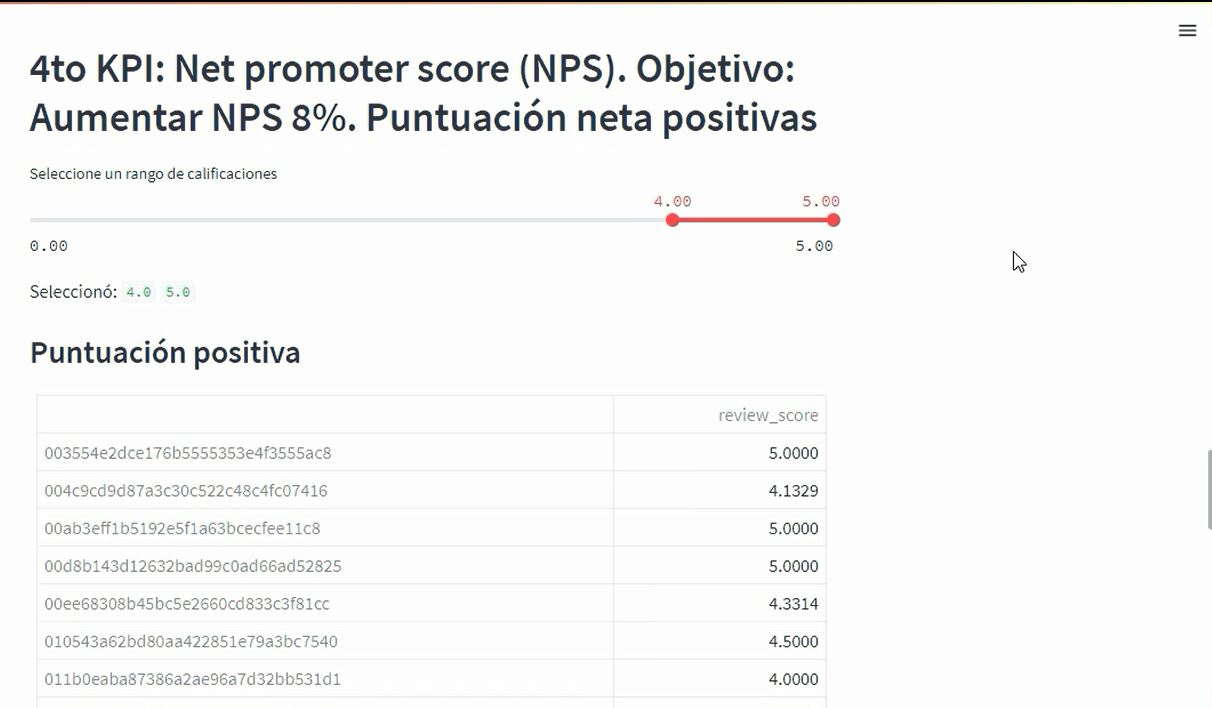 4to KPI: Net promoter score (NPS). Objetivo:
Aumentar NPS 8%. Puntuación neta positivas
Seleccione un rango de calificaciones
4.00 5.00
0.00 5.00
Seleccionó: 4.0 5.0
Puntuación positiva
review_score
003554e2dce176b5555353e4f3555ac8 5.0000
004c9cd9d87a3c30c522c48c4fc07416 4.1329
00ab3eff1b5192e5f1a63bcecfee11c8 5.0000
00d8b143d12632bad99c0ad66ad52825 5.0000
00ee68308b45bc5e2660cd833c3f81cc 4.3314
010543a62bd80aa422851e79a3bc7540 4.5000
011b0eaba87386a2ae96a7d32bb531d1 4.0000